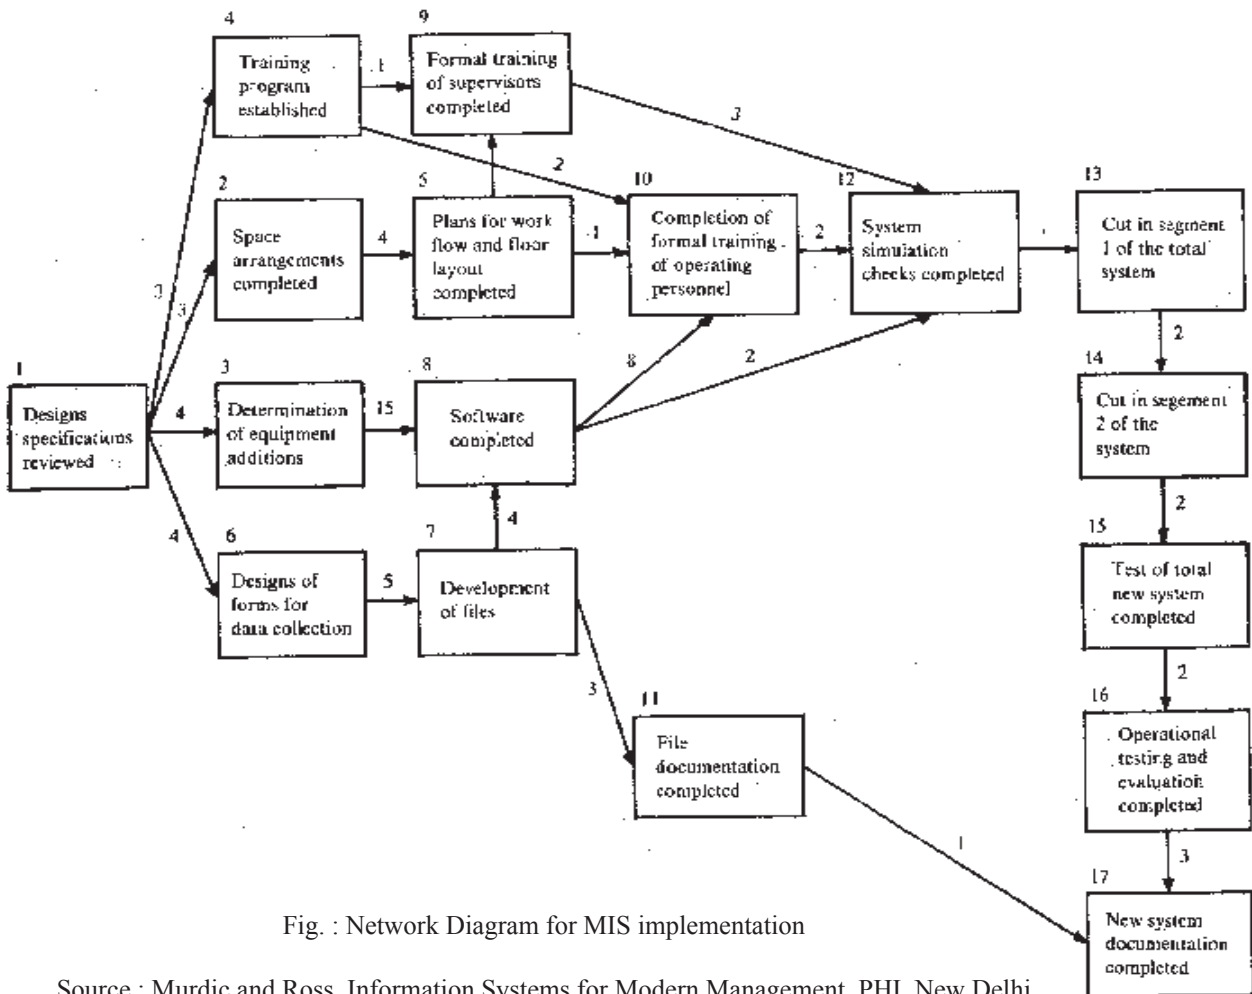 4
Training
program
established
1
9
Formal training
of supervisors
completed
3
2
2
Space
arrangements
completed
4
5
Plans for work
flow and floor
layout
completed
1
10
Completion of
formal training
of operating
personnel
2
12
System
simulation
checks completed
13
Cut in segment
1 of the total
system
2
3
1
Designs
specifications
reviewed
4
3
Determination
of equipment
additions
15
8
Software
completed
8
2
14
Cut in segement
2 of the
system
2
4
6
Designs of
forms for
data collection
5
7
Development
of files
4
3
15
Test of total
new system
completed
2
11
File
documentation
completed
1
16
Operational
testing and
evaluation
completed
3
17
New system
documentation
completed
Fig. : Network Diagram for MIS implementation
Source : Murdic and Ross, Information Systems for Modern Management, PHI, New Delhi